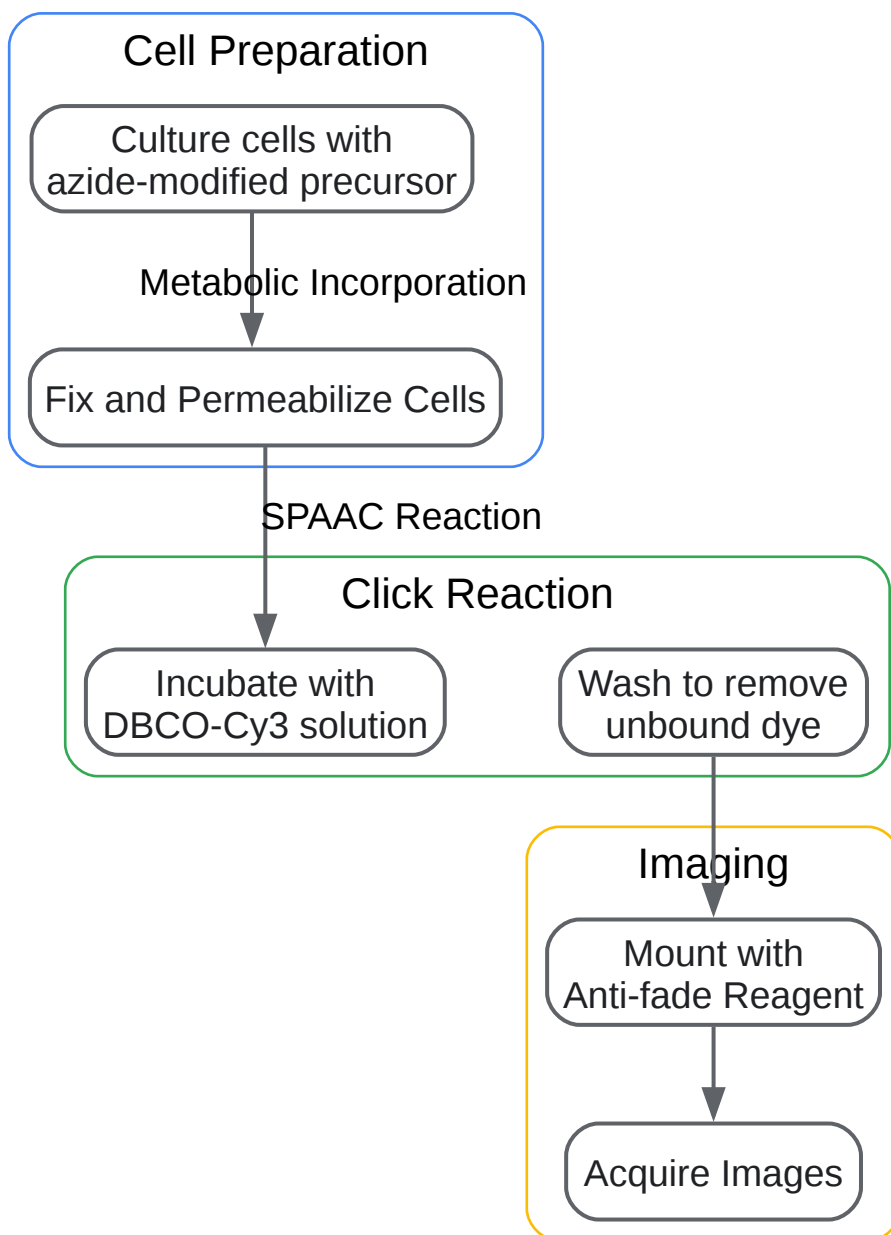 Cell Preparation
Culture cells with
azide-modified precursor
Metabolic Incorporation
Fix and Permeabilize Cells
SPAAC Reaction
Click Reaction
Incubate with
DBCO-Cy3 solution
Wash to remove
unbound dye
Imaging
Mount with
Anti-fade Reagent
Acquire Images